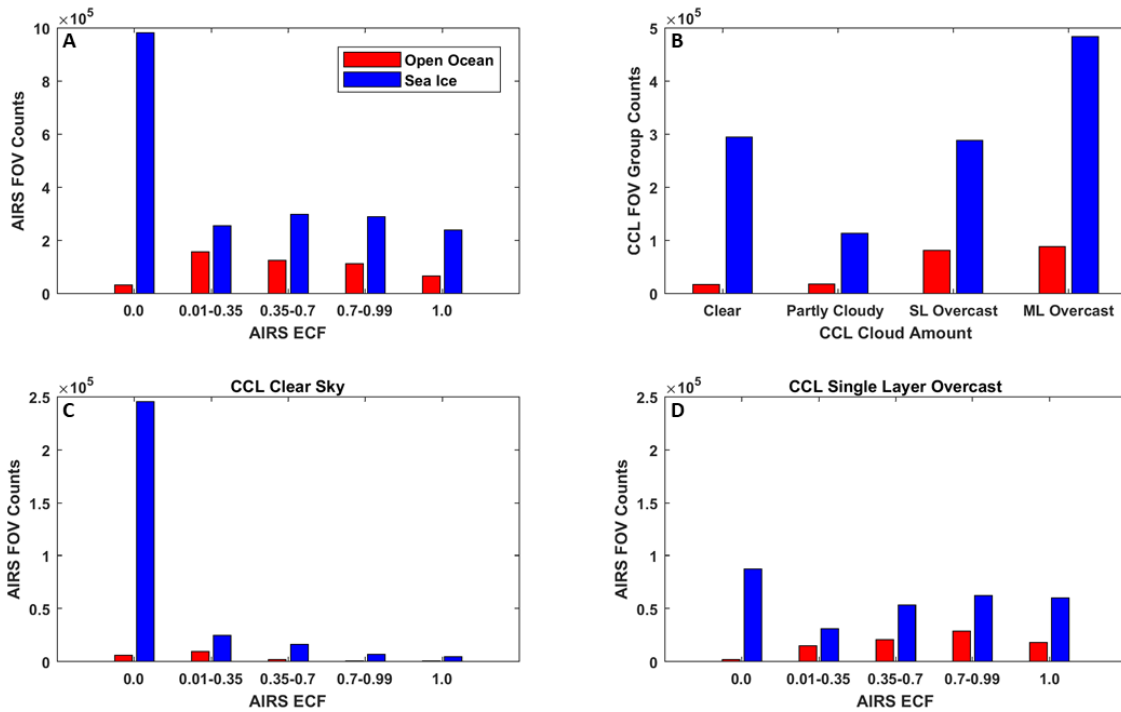 ×10^5
A
10
8
6
4
2
0
AIRS FOV Counts
Open Ocean
Sea Ice
0.0 0.01-0.35 0.35-0.7 0.7-0.99 1.0
AIRS ECF
×10^5
B
5
4
3
2
1
0
CCL FOV Group Counts
Clear Partly Cloudy SL Overcast ML Overcast
CCL Cloud Amount
CCL Clear Sky
×10^5
C
2.5
2
1.5
1
0.5
0
AIRS FOV Counts
0.0 0.01-0.35 0.35-0.7 0.7-0.99 1.0
AIRS ECF
CCL Single Layer Overcast
×10^5
D
2.5
2
1.5
1
0.5
0
AIRS FOV Counts
0.0 0.01-0.35 0.35-0.7 0.7-0.99 1.0
AIRS ECF